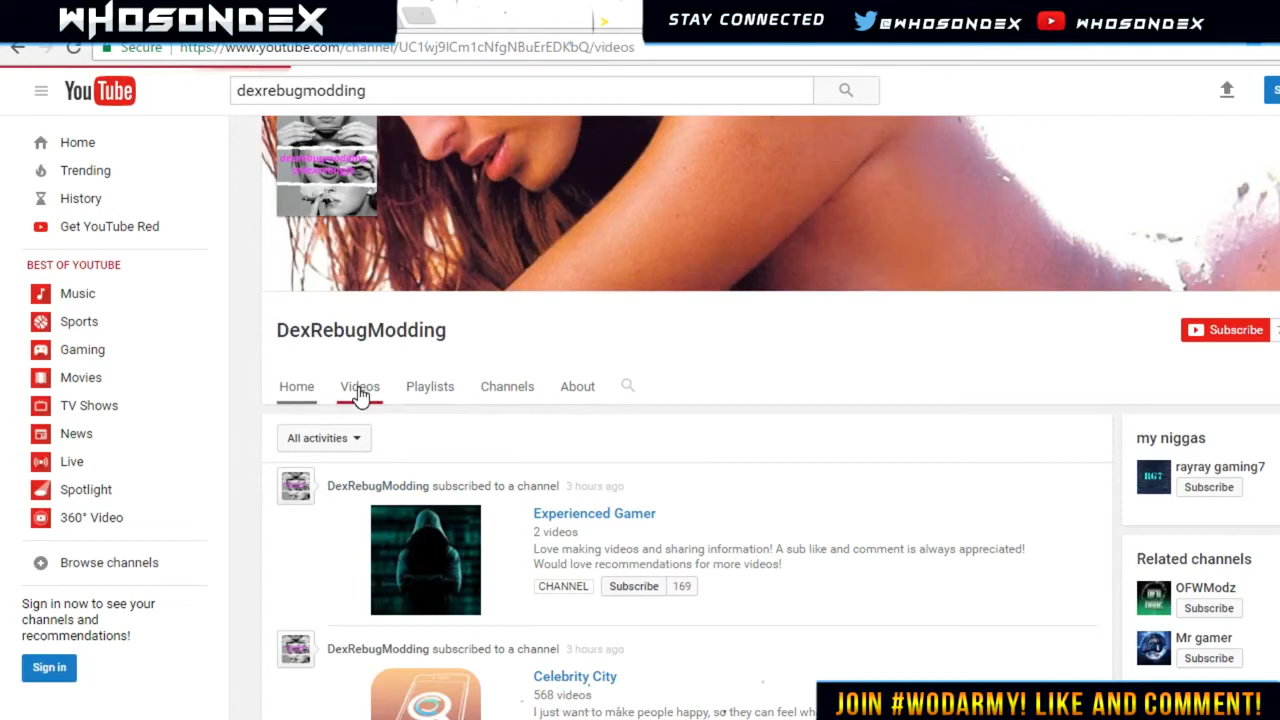 WHOSONDEX
STAY CONNECTED @WHOSONDEX WHOSONDEX
Secure https://www.youtube.com/channel/
/videos
YouTube
dexrebugmodding
Home
Trending
History
Get YouTube Red
BEST OF YOUTUBE
Music
Sports
Gaming
Movies
TV Shows
News
Live
Spotlight
360° Video
Browse channels
Sign in now to see your
channels and
recommendations!
Sign in
dexrebugmodding
DexRebugModding
Subscribe
Home Videos Playlists Channels About
All activities
DexRebugModding subscribed to a channel 3 hours ago
Experienced Gamer
2 videos
Love making videos and sharing information! A sub like and comment is always appreciated!
Would love recommendations for more videos!
CHANNEL Subscribe 169
DexRebugModding subscribed to a channel 3 hours ago
Celebrity City
568 videos
I just want to make people happy, so they can feel
my niggas
RG7
rayray gaming7
Subscribe
Related channels
OFWModz
Subscribe
Mr gamer
Subscribe
JOIN #WODARMY! LIKE AND COMMENT!